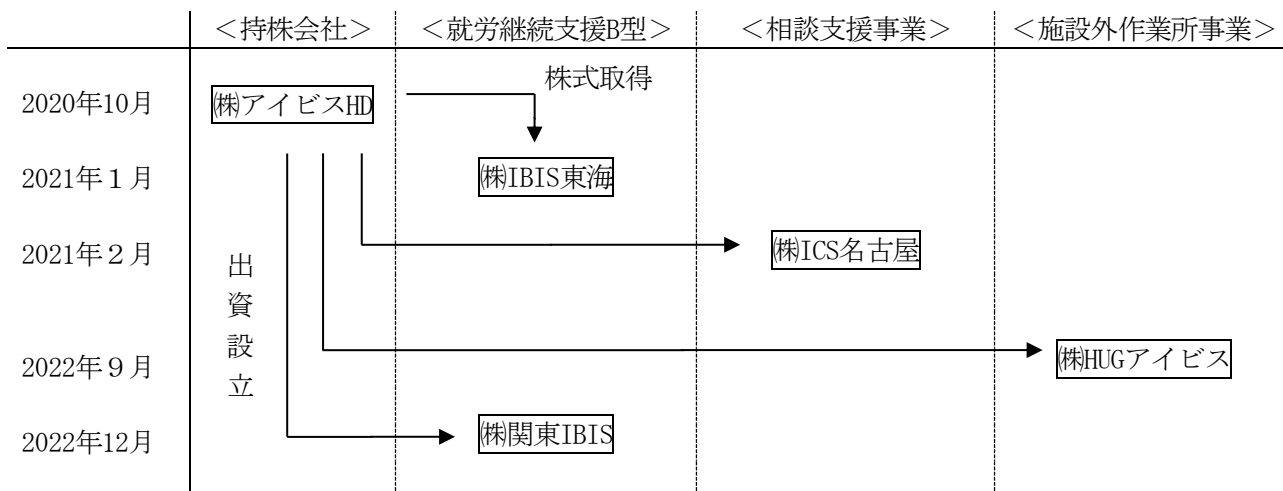 ＜持株会社＞ ＜就労継続支援B型＞ ＜相談支援事業＞ ＜施設外作業所事業＞
株式取得
2020年10月 ㈱アイビスHD
2021年１月 ㈱IBIS東海
2021年２月 ㈱ICS名古屋
出資設立
2022年９月 ㈱HUGアイビス
2022年12月 ㈱関東IBIS